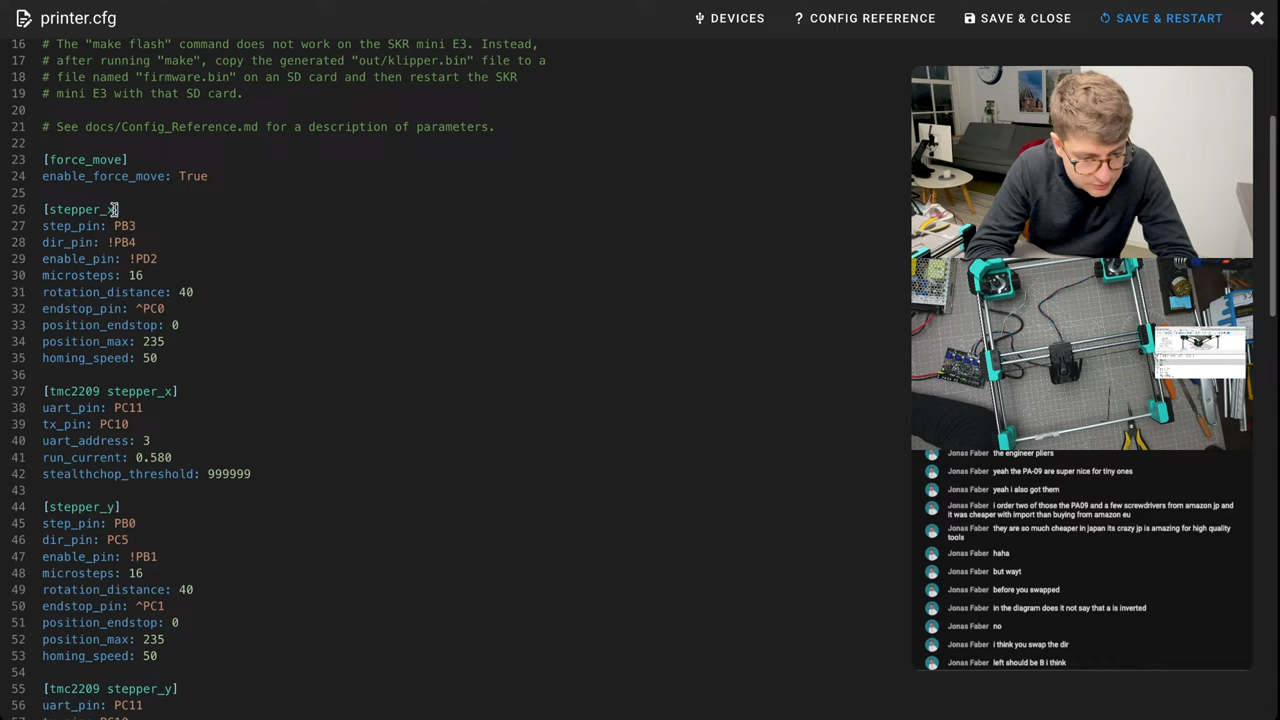 printer.cfg
DEVICES
? CONFIG REFERENCE
SAVE & CLOSE
SAVE & RESTART
16 # The "make flash" command does not work on the SKR mini E3. Instead,
17 # after running "make", copy the generated "out/klipper.bin" file to a
18 # file named "firmware.bin" on an SD card and then restart the SKR
19 # mini E3 with that SD card.
20
21 # See docs/Config_Reference.md for a description of parameters.
22
23 [force_move]
24 enable_force_move: True
25
26 [stepper_x]
27 step_pin: PB3
28 dir_pin: !PB4
29 enable_pin: !PD2
30 microsteps: 16
31 rotation_distance: 40
32 endstop_pin: ^PC0
33 position_endstop: 0
34 position_max: 235
35 homing_speed: 50
36
37 [tmc2209 stepper_x]
38 uart_pin: PC11
39 tx_pin: PC10
40 uart_address: 3
41 run_current: 0.580
42 stealthchop_threshold: 999999
43
44 [stepper_y]
45 step_pin: PB0
46 dir_pin: PC5
47 enable_pin: !PB1
48 microsteps: 16
49 rotation_distance: 40
50 endstop_pin: ^PC1
51 position_endstop: 0
52 position_max: 235
53 homing_speed: 50
54
55 [tmc2209 stepper_y]
56 uart_pin: PC11
57 tx_pin: PC10
Jonas Faber the engineer pliers
Jonas Faber yeah the PA-09 are super nice for tiny ones
Jonas Faber yeah i also got them
Jonas Faber i order two of those the PA09 and a few screwdrivers from amazon jp and
it was cheaper with import than buying from amazon eu
Jonas Faber they are so much cheaper in japan its crazy jp is amazing for high quality
tools
Jonas Faber haha
Jonas Faber but wayt
Jonas Faber before you swapped
Jonas Faber in the diagram does it not say that a is inverted
Jonas Faber no
Jonas Faber i think you swap the dir
Jonas Faber left should be B i think